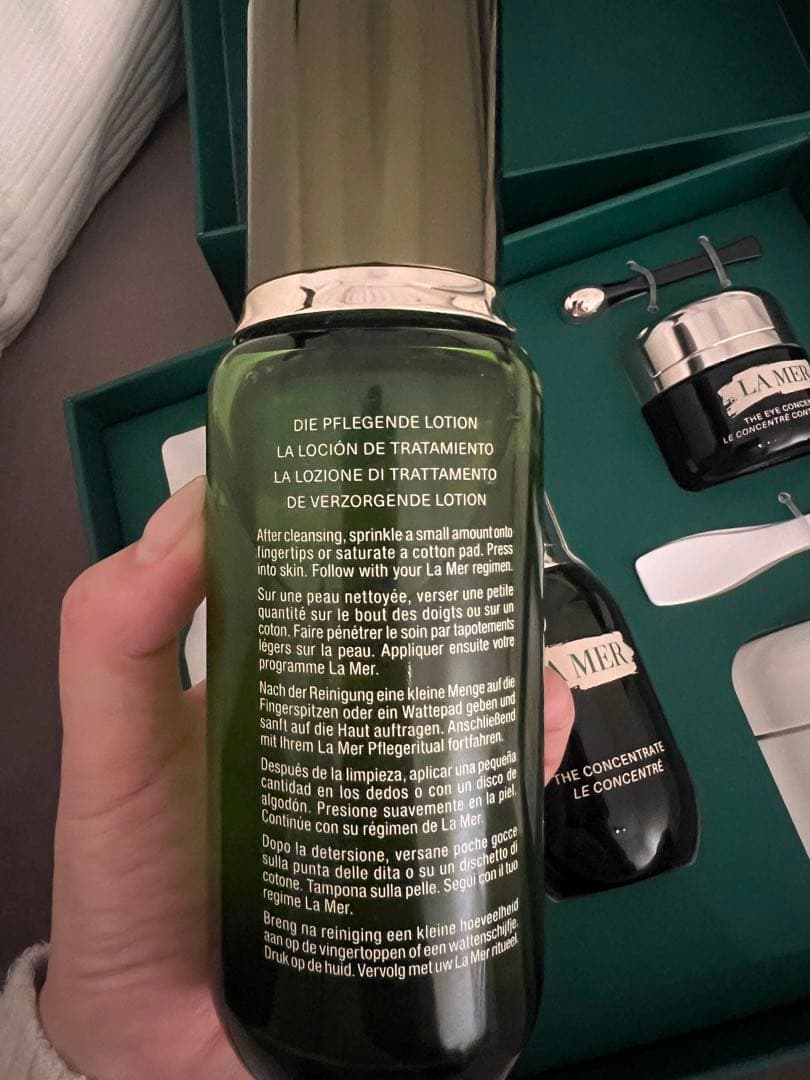 DIE PFLEGENDE LOTION
LA LOCIÓN DE TRATAMIENTO
LA LOZIONE DI TRATTAMENTO
DE VERZORGENDE LOTION
After cleansing, sprinkle a small amount onto
fingertips or saturate a cotton pad. Press
into skin. Follow with your La Mer regimen.
Sur une peau nettoyée, verser une petite
quantité sur le bout des doigts ou sur un
coton. Faire pénétrer le soin par tapotements
légers sur la peau. Appliquer ensuite votre
programme La Mer.
Nach der Reinigung eine kleine Menge auf die
Fingerspitzen oder ein Wattepad geben und
sanft auf die Haut auftragen. Anschließend
mit Ihrem La Mer Pflegeritual fortfahren.
Después de la limpieza, aplicar una pequeña
cantidad en los dedos o con un disco de
algodón. Presione suavemente en la piel.
Continúe con su régimen de La Mer.
Dopo la detersione, versane poche gocce
sulla punta delle dita o su un dischetto di
cotone. Tampona sulla pelle. Segui con il tuo
regime La Mer.
Breng na reiniging een kleine hoeveelheid
aan op de vingertoppen of een wattenschijfje.
Druk op de huid. Vervolg met uw La Mer ritueel.
LA MER
THE EYE
LE CONCENTRÉ
MER
THE CONCENTRATE
LE CONCENTRÉ